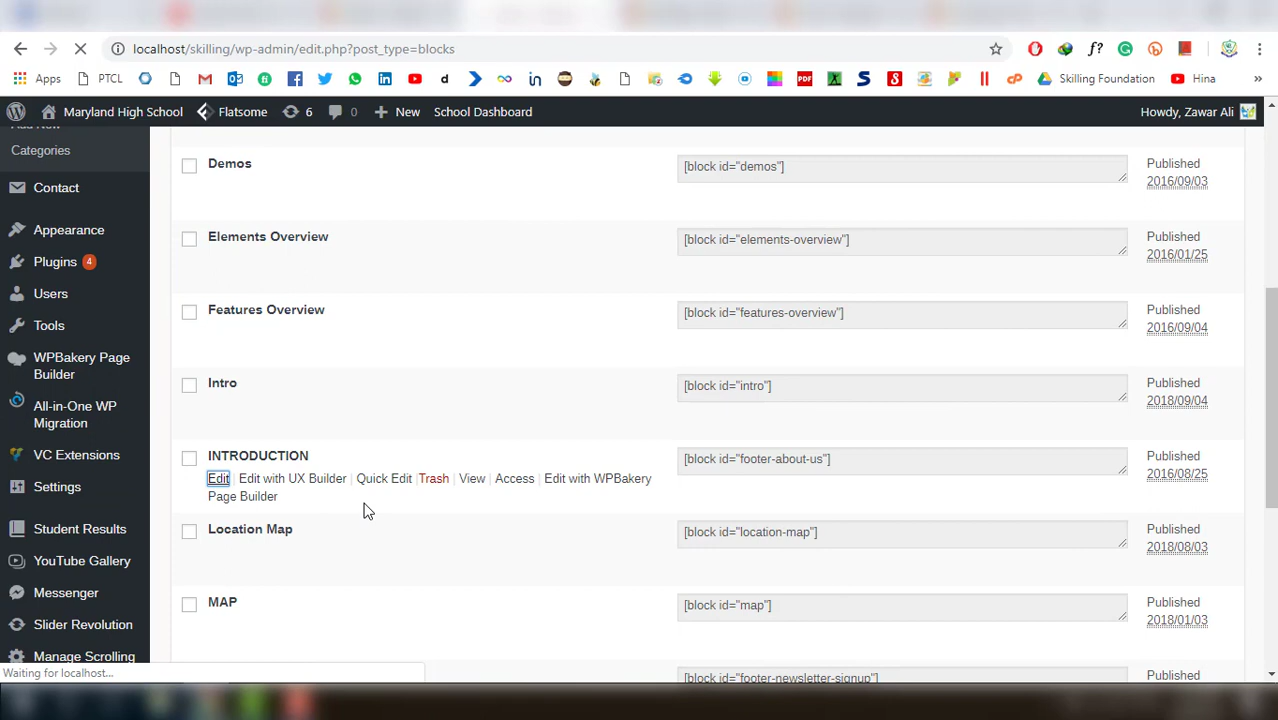 localhost/skilling/wp-admin/edit.php?post_type=blocks
Apps
PTCL
Skilling Foundation
Hina
»
Maryland High School
Flatsome
6
0
New
School Dashboard
Howdy, Zawar Ali
Categories
Contact
Appearance
Plugins 4
Users
Tools
WPBakery Page
Builder
All-in-One WP
Migration
VC Extensions
Settings
Student Results
YouTube Gallery
Messenger
Slider Revolution
Manage Scrolling
Demos
[block id="demos"]
Published
2016/09/03
Elements Overview
[block id="elements-overview"]
Published
2016/01/25
Features Overview
[block id="features-overview"]
Published
2016/09/04
Intro
[block id="intro"]
Published
2018/09/04
INTRODUCTION
Edit | Edit with UX Builder | Quick Edit | Trash | View | Access | Edit with WPBakery
Page Builder
[block id="footer-about-us"]
Published
2016/08/25
Location Map
[block id="location-map"]
Published
2018/08/03
MAP
[block id="map"]
Published
2018/01/03
[block id="footer-newsletter-signup"]
Published
Waiting for localhost...